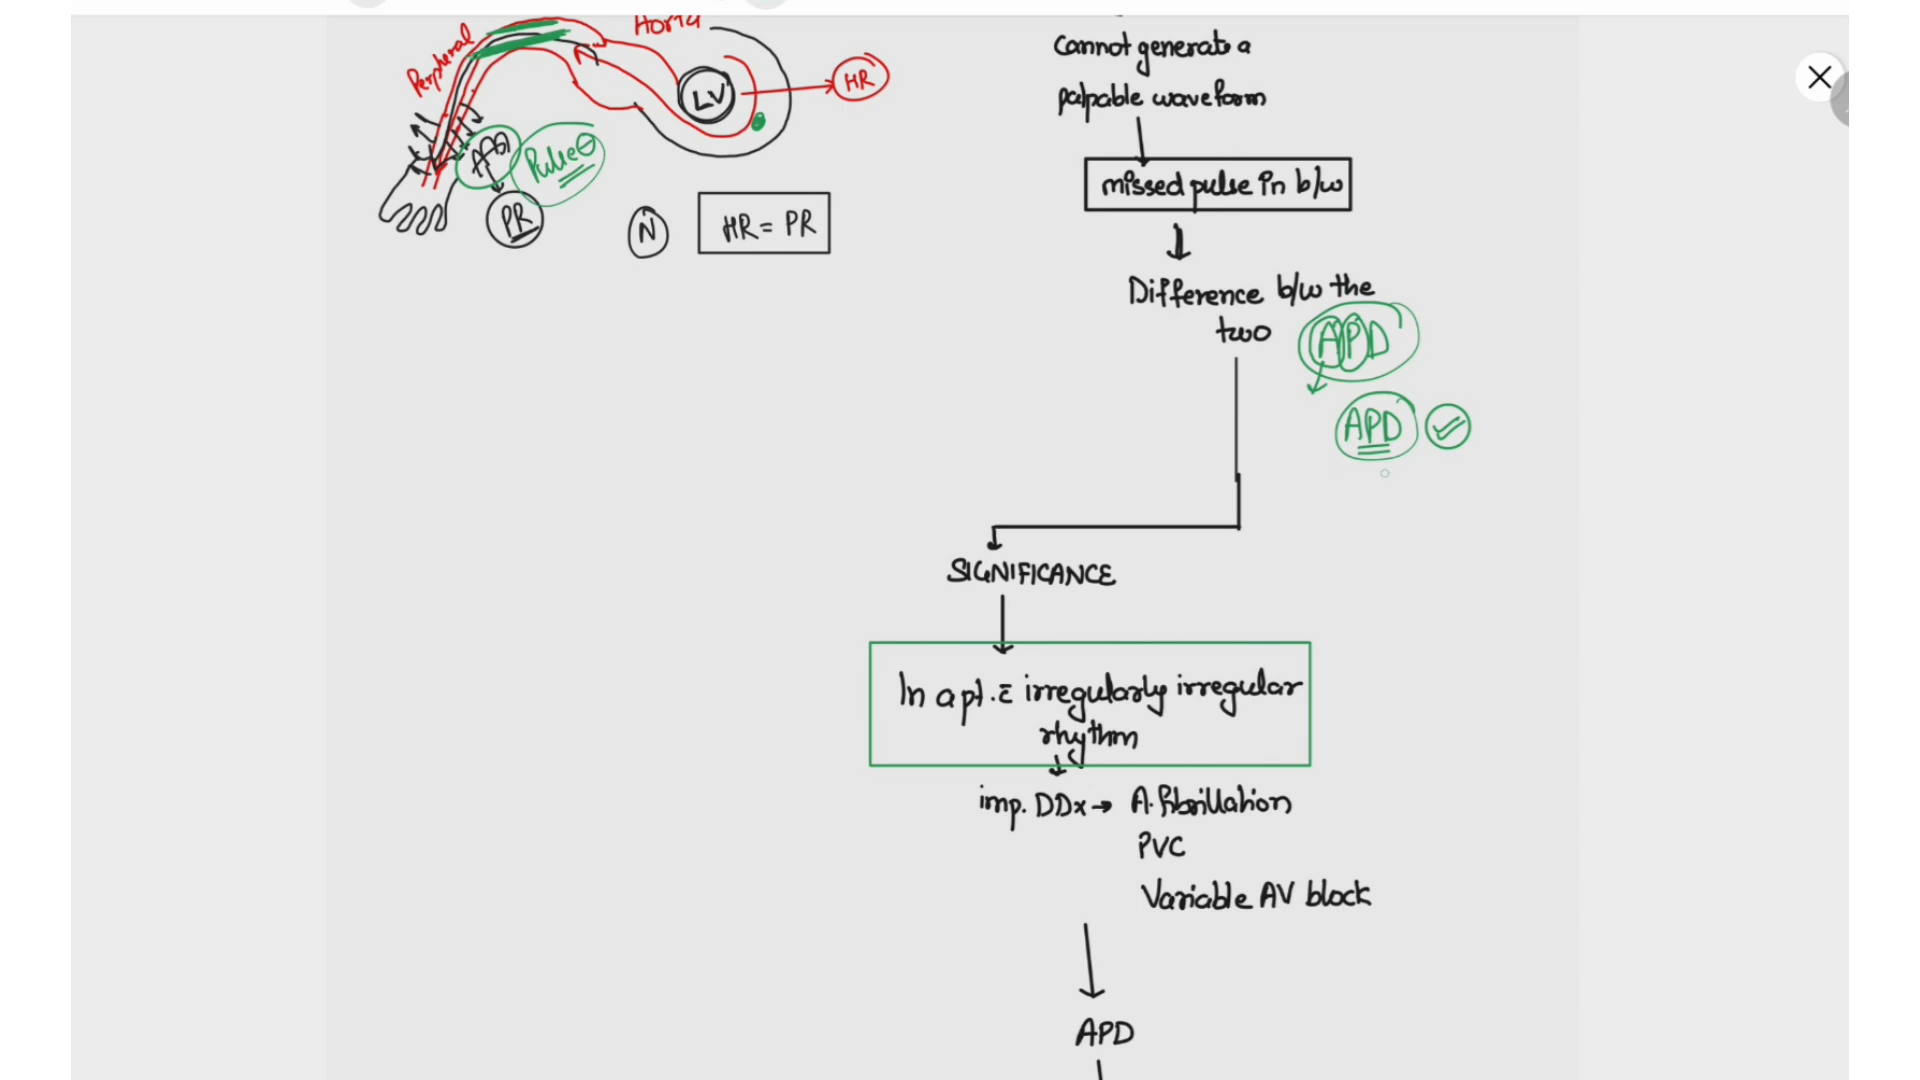 Peripheral
Aorta
LV
HR
Pulse
PR
N
HR = PR
Cannot generate a
palpable waveform
missed pulse in b/w
Difference b/w the
two
APD
APD
SIGNIFICANCE
In a pt. c̄ irregularly irregular
rhythm
imp. DDx → A. fibrillation
PVC
Variable AV block
APD